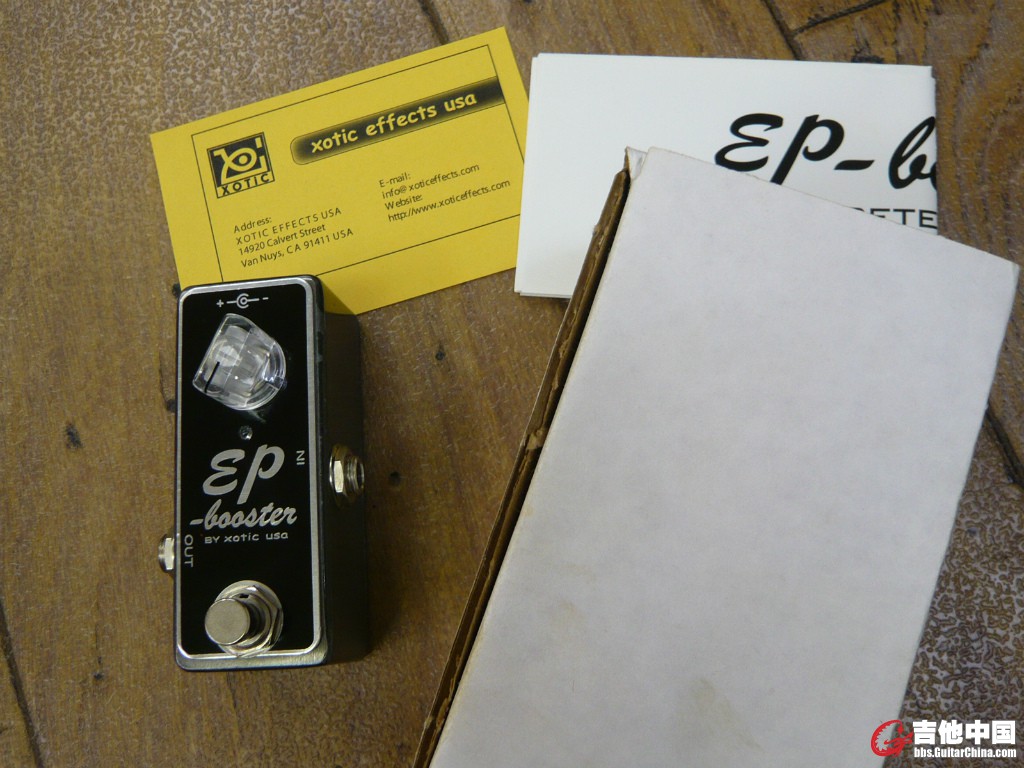 XOTIC
xotic effects usa
Address:
XOTIC EFFECTS USA
14920 Calvert Street
Van Nuys, CA 91411 USA
E-mail:
info@xoticeffects.com
Website:
http://www.xoticeffects.com
EP-b
+ -
EP
-booster
BY xotic usa
IN
OUT
吉他中国
bbs.GuitarChina.com